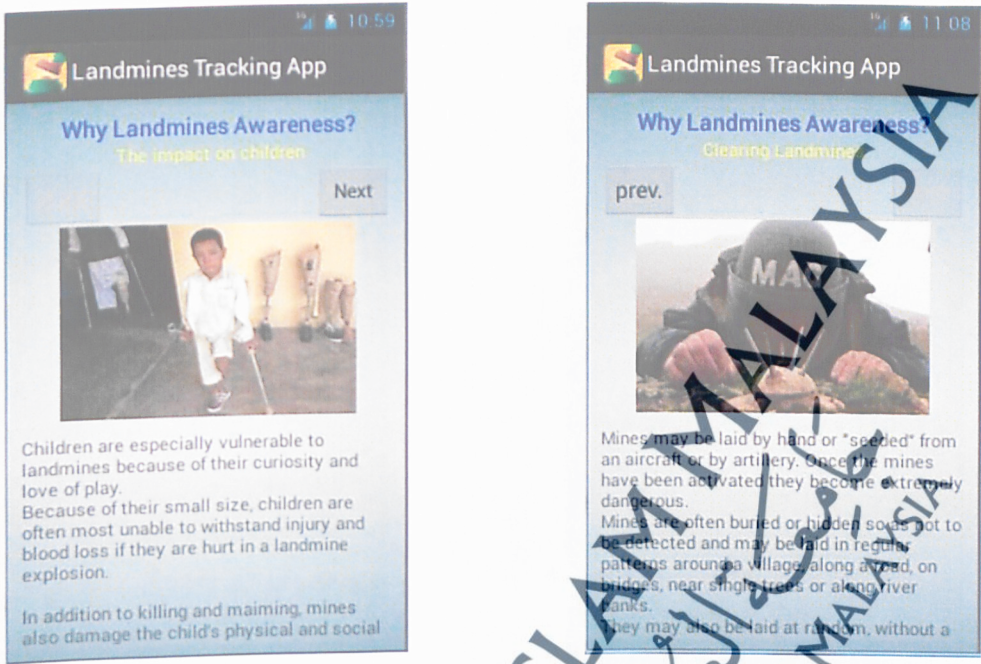 3G 10:59
Landmines Tracking App
Why Landmines Awareness?
The impact on children
Next
Children are especially vulnerable to
landmines because of their curiosity and
love of play.
Because of their small size, children are
often most unable to withstand injury and
blood loss if they are hurt in a landmine
explosion.
In addition to killing and maiming, mines
also damage the child's physical and social
3G 11:08
Landmines Tracking App
Why Landmines Awareness?
Clearing Landmines
prev.
MAG
Mines may be laid by hand or "seeded" from
an aircraft or by artillery. Once the mines
have been activated they become extremely
dangerous.
Mines are often buried or hidden so as not to
be detected and may be laid in regular
patterns around a village, along a road, on
bridges, near single trees or along river
banks.
They may also be laid at random, without a
ISLAM MALAYSIA
MALAYSIA